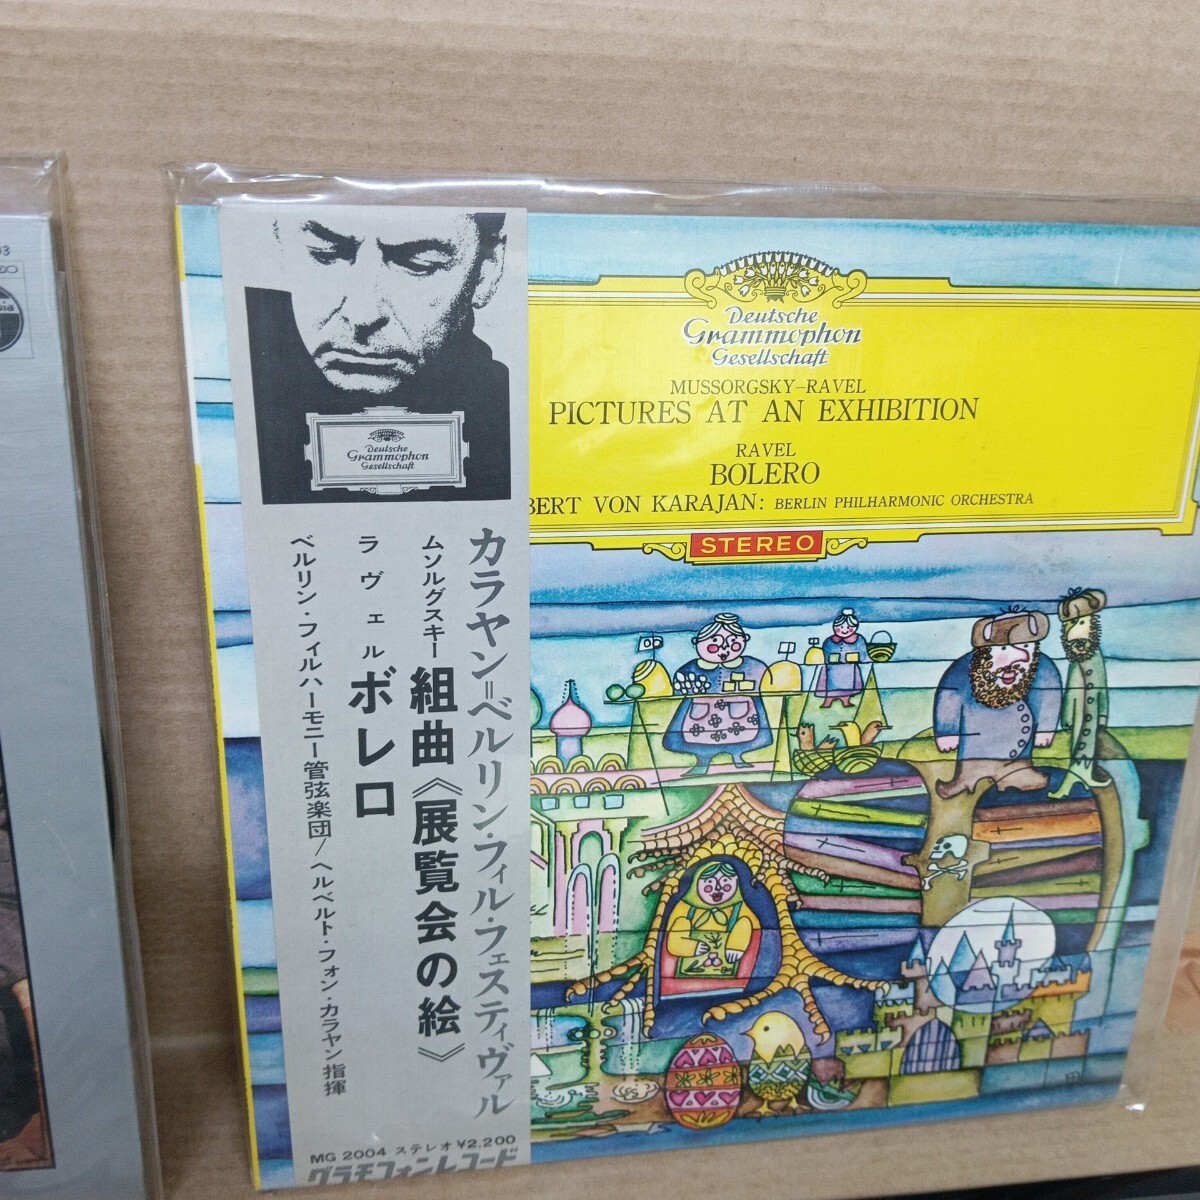 Deutsche
Grammophon
Gesellschaft
カラヤン=ベルリン・フィル・フェスティヴァル
ムソルグスキー 組曲《展覧会の絵》
ラヴェル ボレロ
ベルリン・フィルハーモニー管弦楽団/ヘルベルト・フォン・カラヤン指揮
MG 2004 ステレオ ¥2,200
グラモフォンレコード
Deutsche
Grammophon
Gesellschaft
MUSSORGSKY-RAVEL
PICTURES AT AN EXHIBITION
RAVEL
BOLERO
BERT VON KARAJAN: BERLIN PHILHARMONIC ORCHESTRA
STEREO